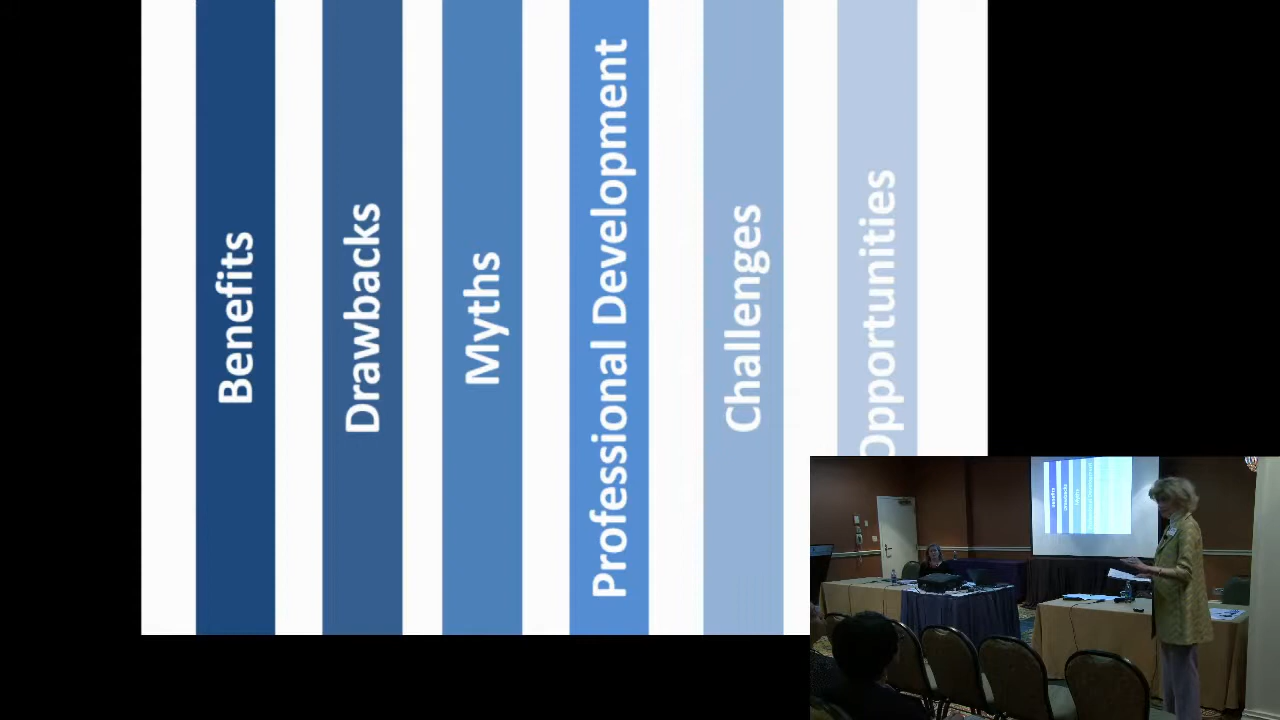 Benefits
Drawbacks
Myths
Professional Development
Challenges
Opportunities